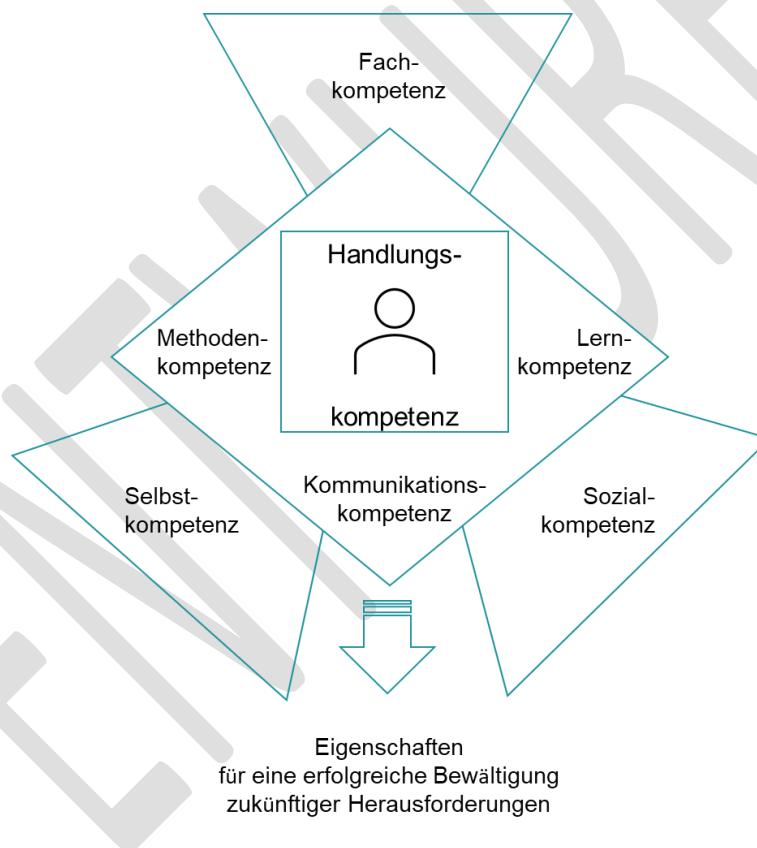 Fach-
kompetenz
Handlungs-
Methoden-
kompetenz
Lern-
kompetenz
kompetenz
Selbst-
kompetenz
Kommunikations-
kompetenz
Sozial-
kompetenz
Eigenschaften
für eine erfolgreiche Bewältigung
zukünftiger Herausforderungen